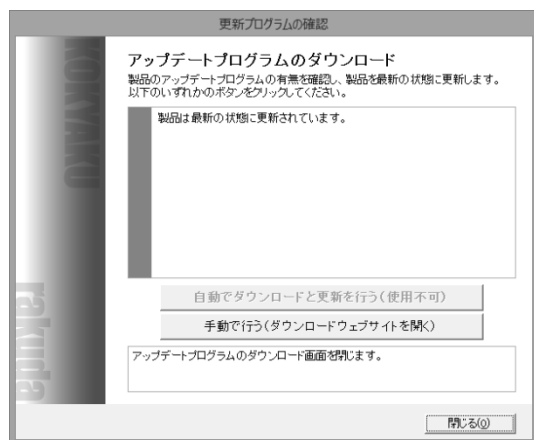 更新プログラムの確認
KOKYAKU
rakuda
アップデートプログラムのダウンロード
製品のアップデートプログラムの有無を確認し、製品を最新の状態に更新します。
以下のいずれかのボタンをクリックしてください。
製品は最新の状態に更新されています。
自動でダウンロードと更新を行う(使用不可)
手動で行う(ダウンロードウェブサイトを開く)
アップデートプログラムのダウンロード画面を閉じます。
閉じる(Q)